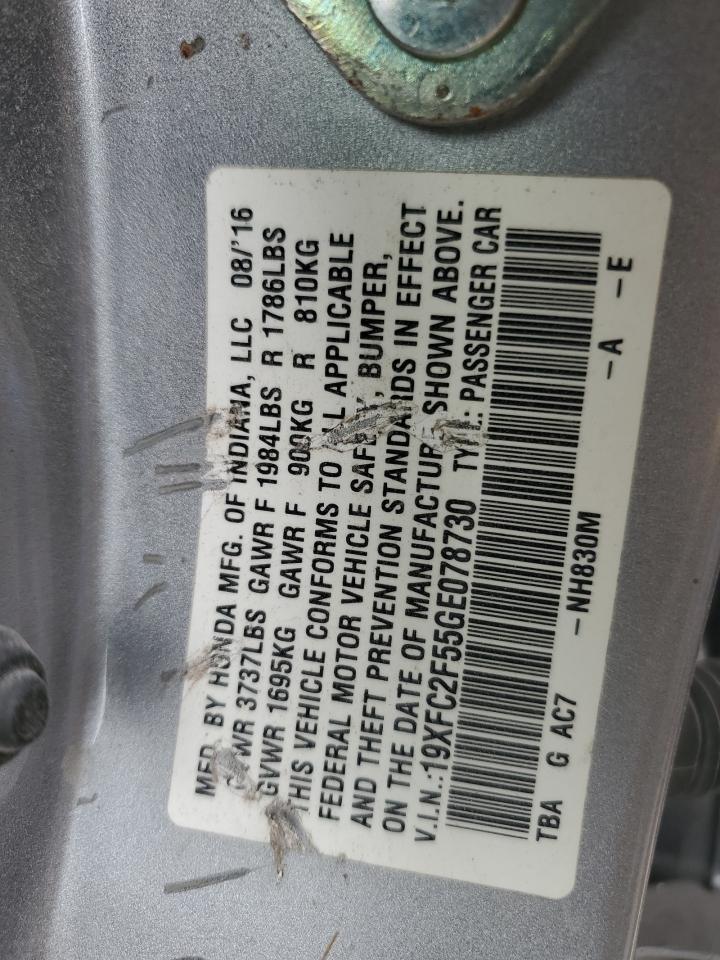 MFD. BY HONDA MFG. OF INDIANA, LLC 08/'16
GVWR 3737LBS GAWR F 1984LBS R 1786LBS
GVWR 1695KG GAWR F 900KG R 810KG
THIS VEHICLE CONFORMS TO ALL APPLICABLE
FEDERAL MOTOR VEHICLE SAFETY, BUMPER,
AND THEFT PREVENTION STANDARDS IN EFFECT
ON THE DATE OF MANUFACTURE SHOWN ABOVE.
V.I.N.:19XFC2F55GE078730 TYPE: PASSENGER CAR
TBA G AC7 -NH830M -A -E